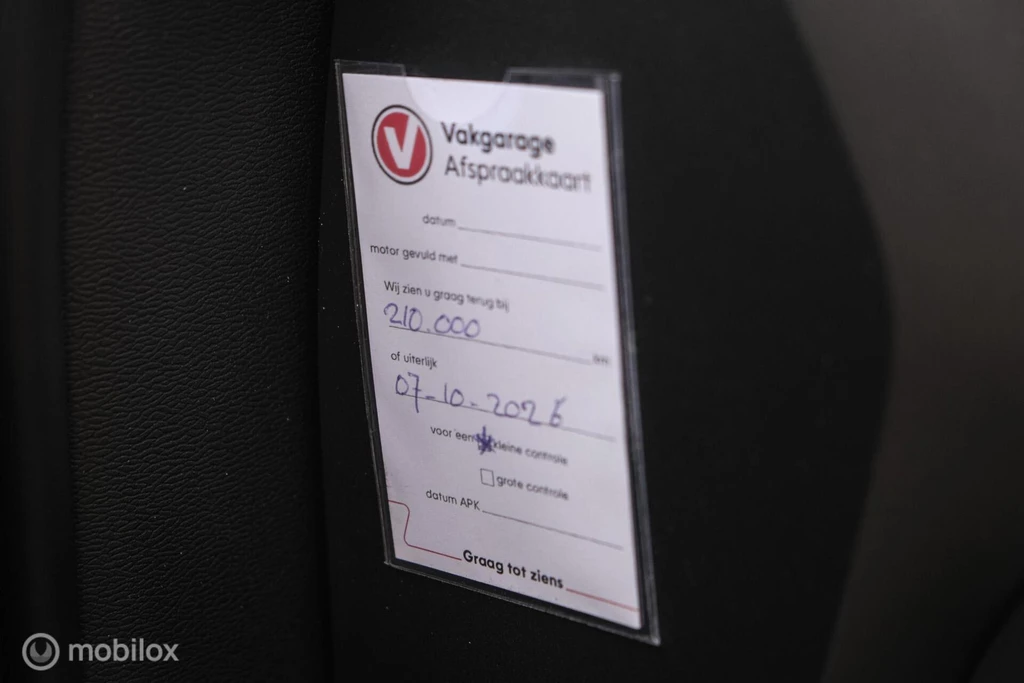 V
Vakgarage
Afspraakkaart
datum
motor gevuld met
Wij zien u graag terug bij
210.000 km
of uiterlijk
07-10-2026
voor een kleine controle
grote controle
datum APK
Graag tot ziens
mobilox